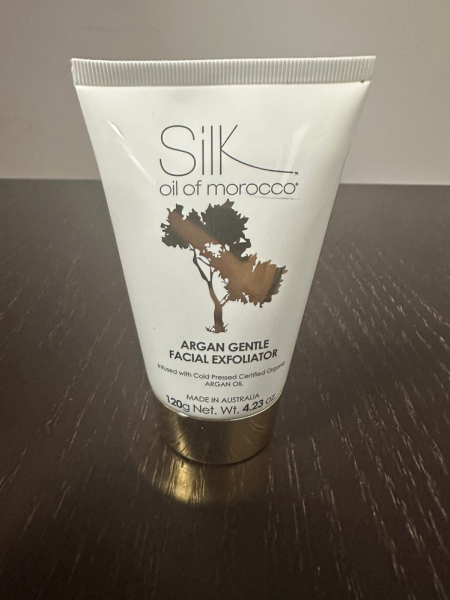 Silk
oil of morocco®
ARGAN GENTLE
FACIAL EXFOLIATOR
Infused with Cold Pressed Certified Organic
ARGAN OIL
MADE IN AUSTRALIA
120g Net. Wt. 4.23 oz.